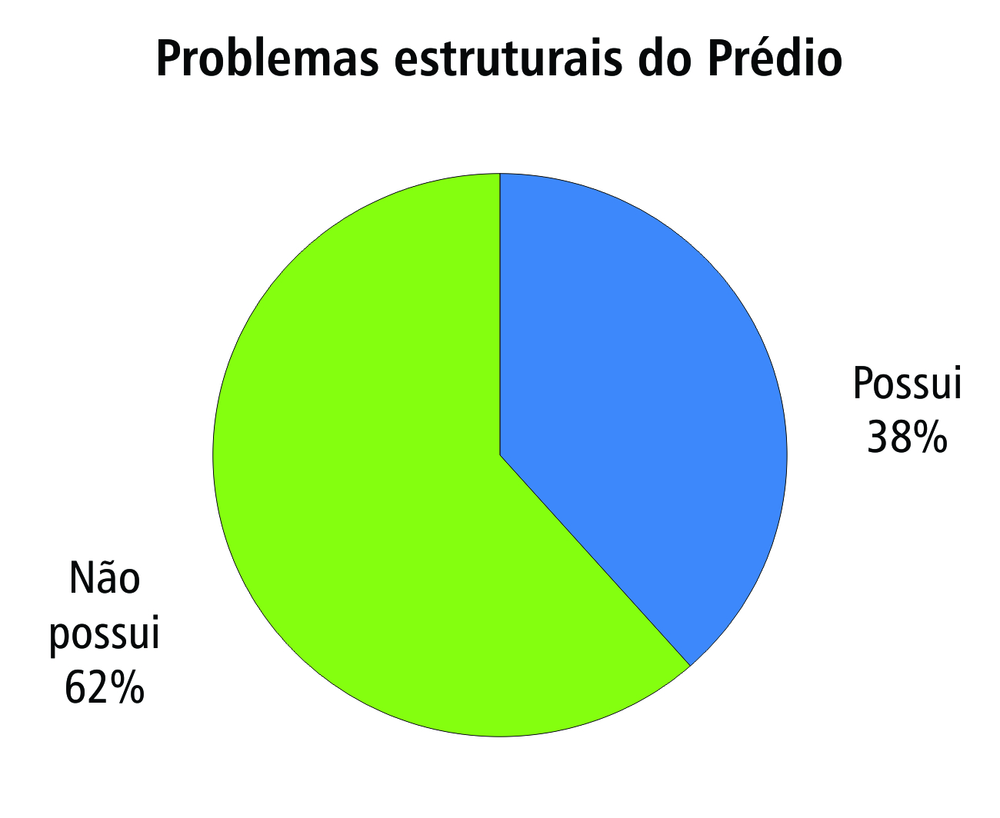 Problemas estruturais do Prédio
Possui
38%
Não
possui
62%